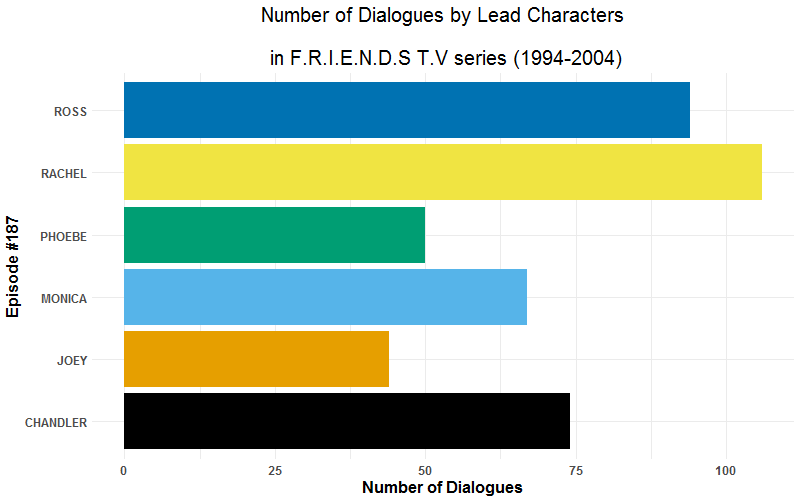 Number of Dialogues by Lead Characters
in F.R.I.E.N.D.S T.V series (1994-2004)
Episode #187
ROSS
RACHEL
PHOEBE
MONICA
JOEY
CHANDLER
0 25 50 75 100
Number of Dialogues